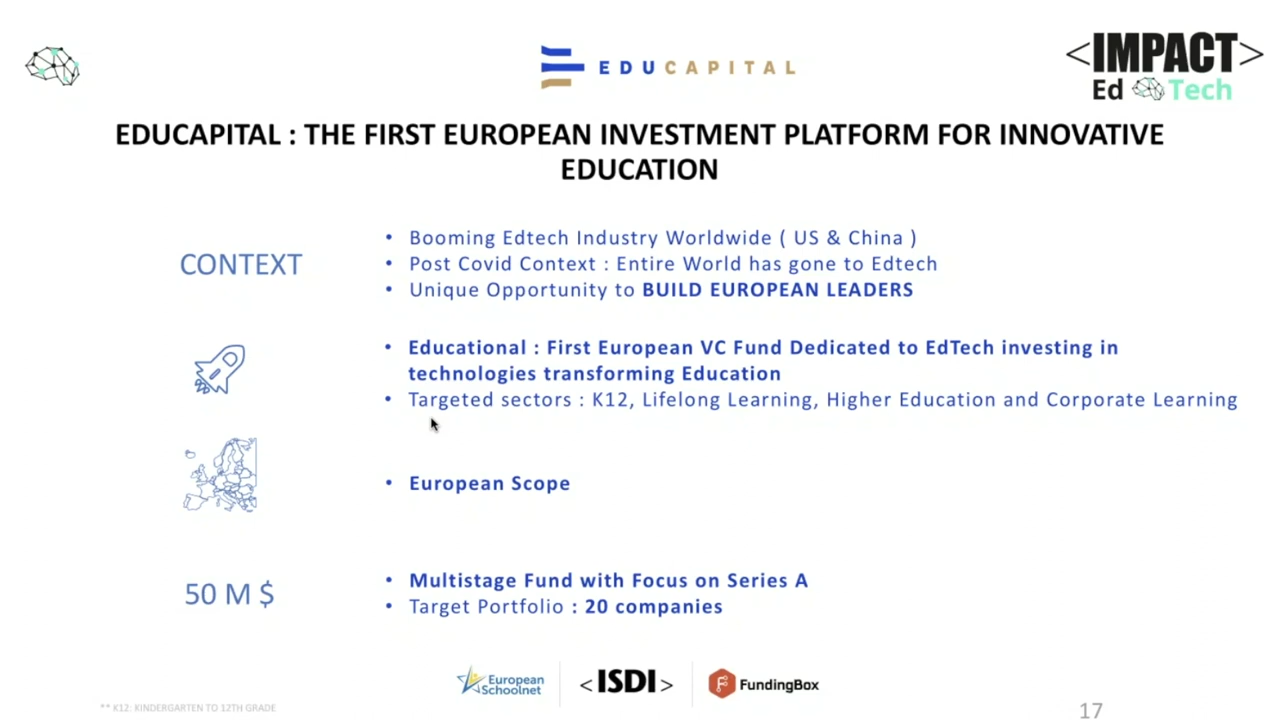 EDUCAPITAL
<IMPACT>
Ed Tech
EDUCAPITAL : THE FIRST EUROPEAN INVESTMENT PLATFORM FOR INNOVATIVE
EDUCATION
CONTEXT
• Booming Edtech Industry Worldwide ( US & China )
• Post Covid Context : Entire World has gone to Edtech
• Unique Opportunity to BUILD EUROPEAN LEADERS
• Educational : First European VC Fund Dedicated to EdTech investing in
technologies transforming Education
• Targeted sectors : K12, Lifelong Learning, Higher Education and Corporate Learning
• European Scope
50 M $
• Multistage Fund with Focus on Series A
• Target Portfolio : 20 companies
European
Schoolnet
<ISDI>
FundingBox
** K12: KINDERGARTEN TO 12TH GRADE
17